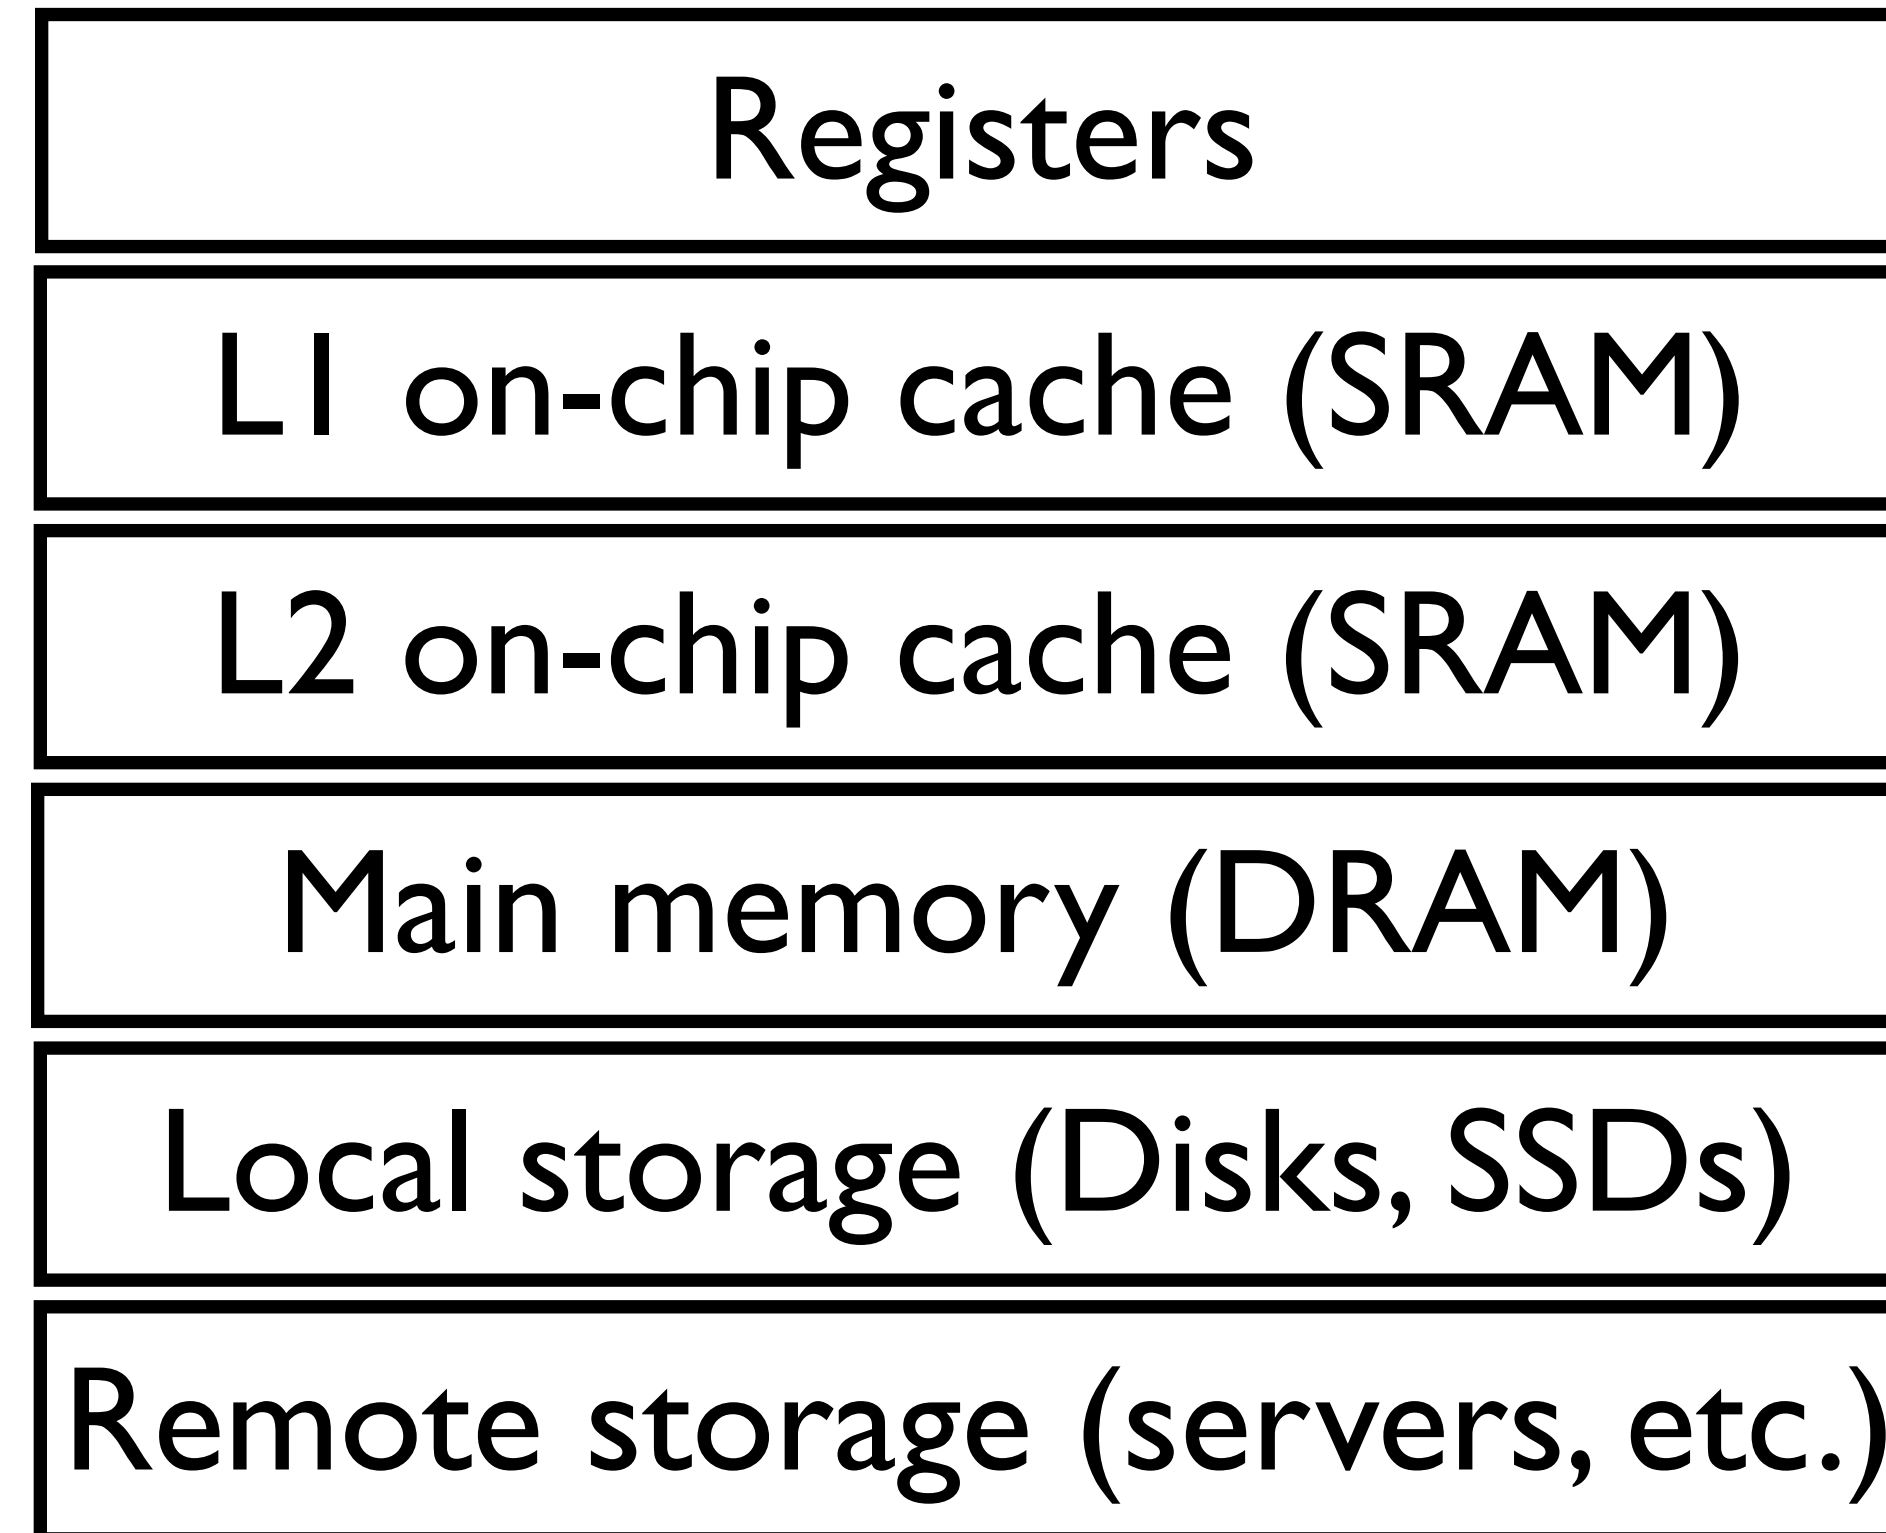 Registers
L1 on-chip cache (SRAM)
L2 on-chip cache (SRAM)
Main memory (DRAM)
Local storage (Disks, SSDs)
Remote storage (servers, etc.)